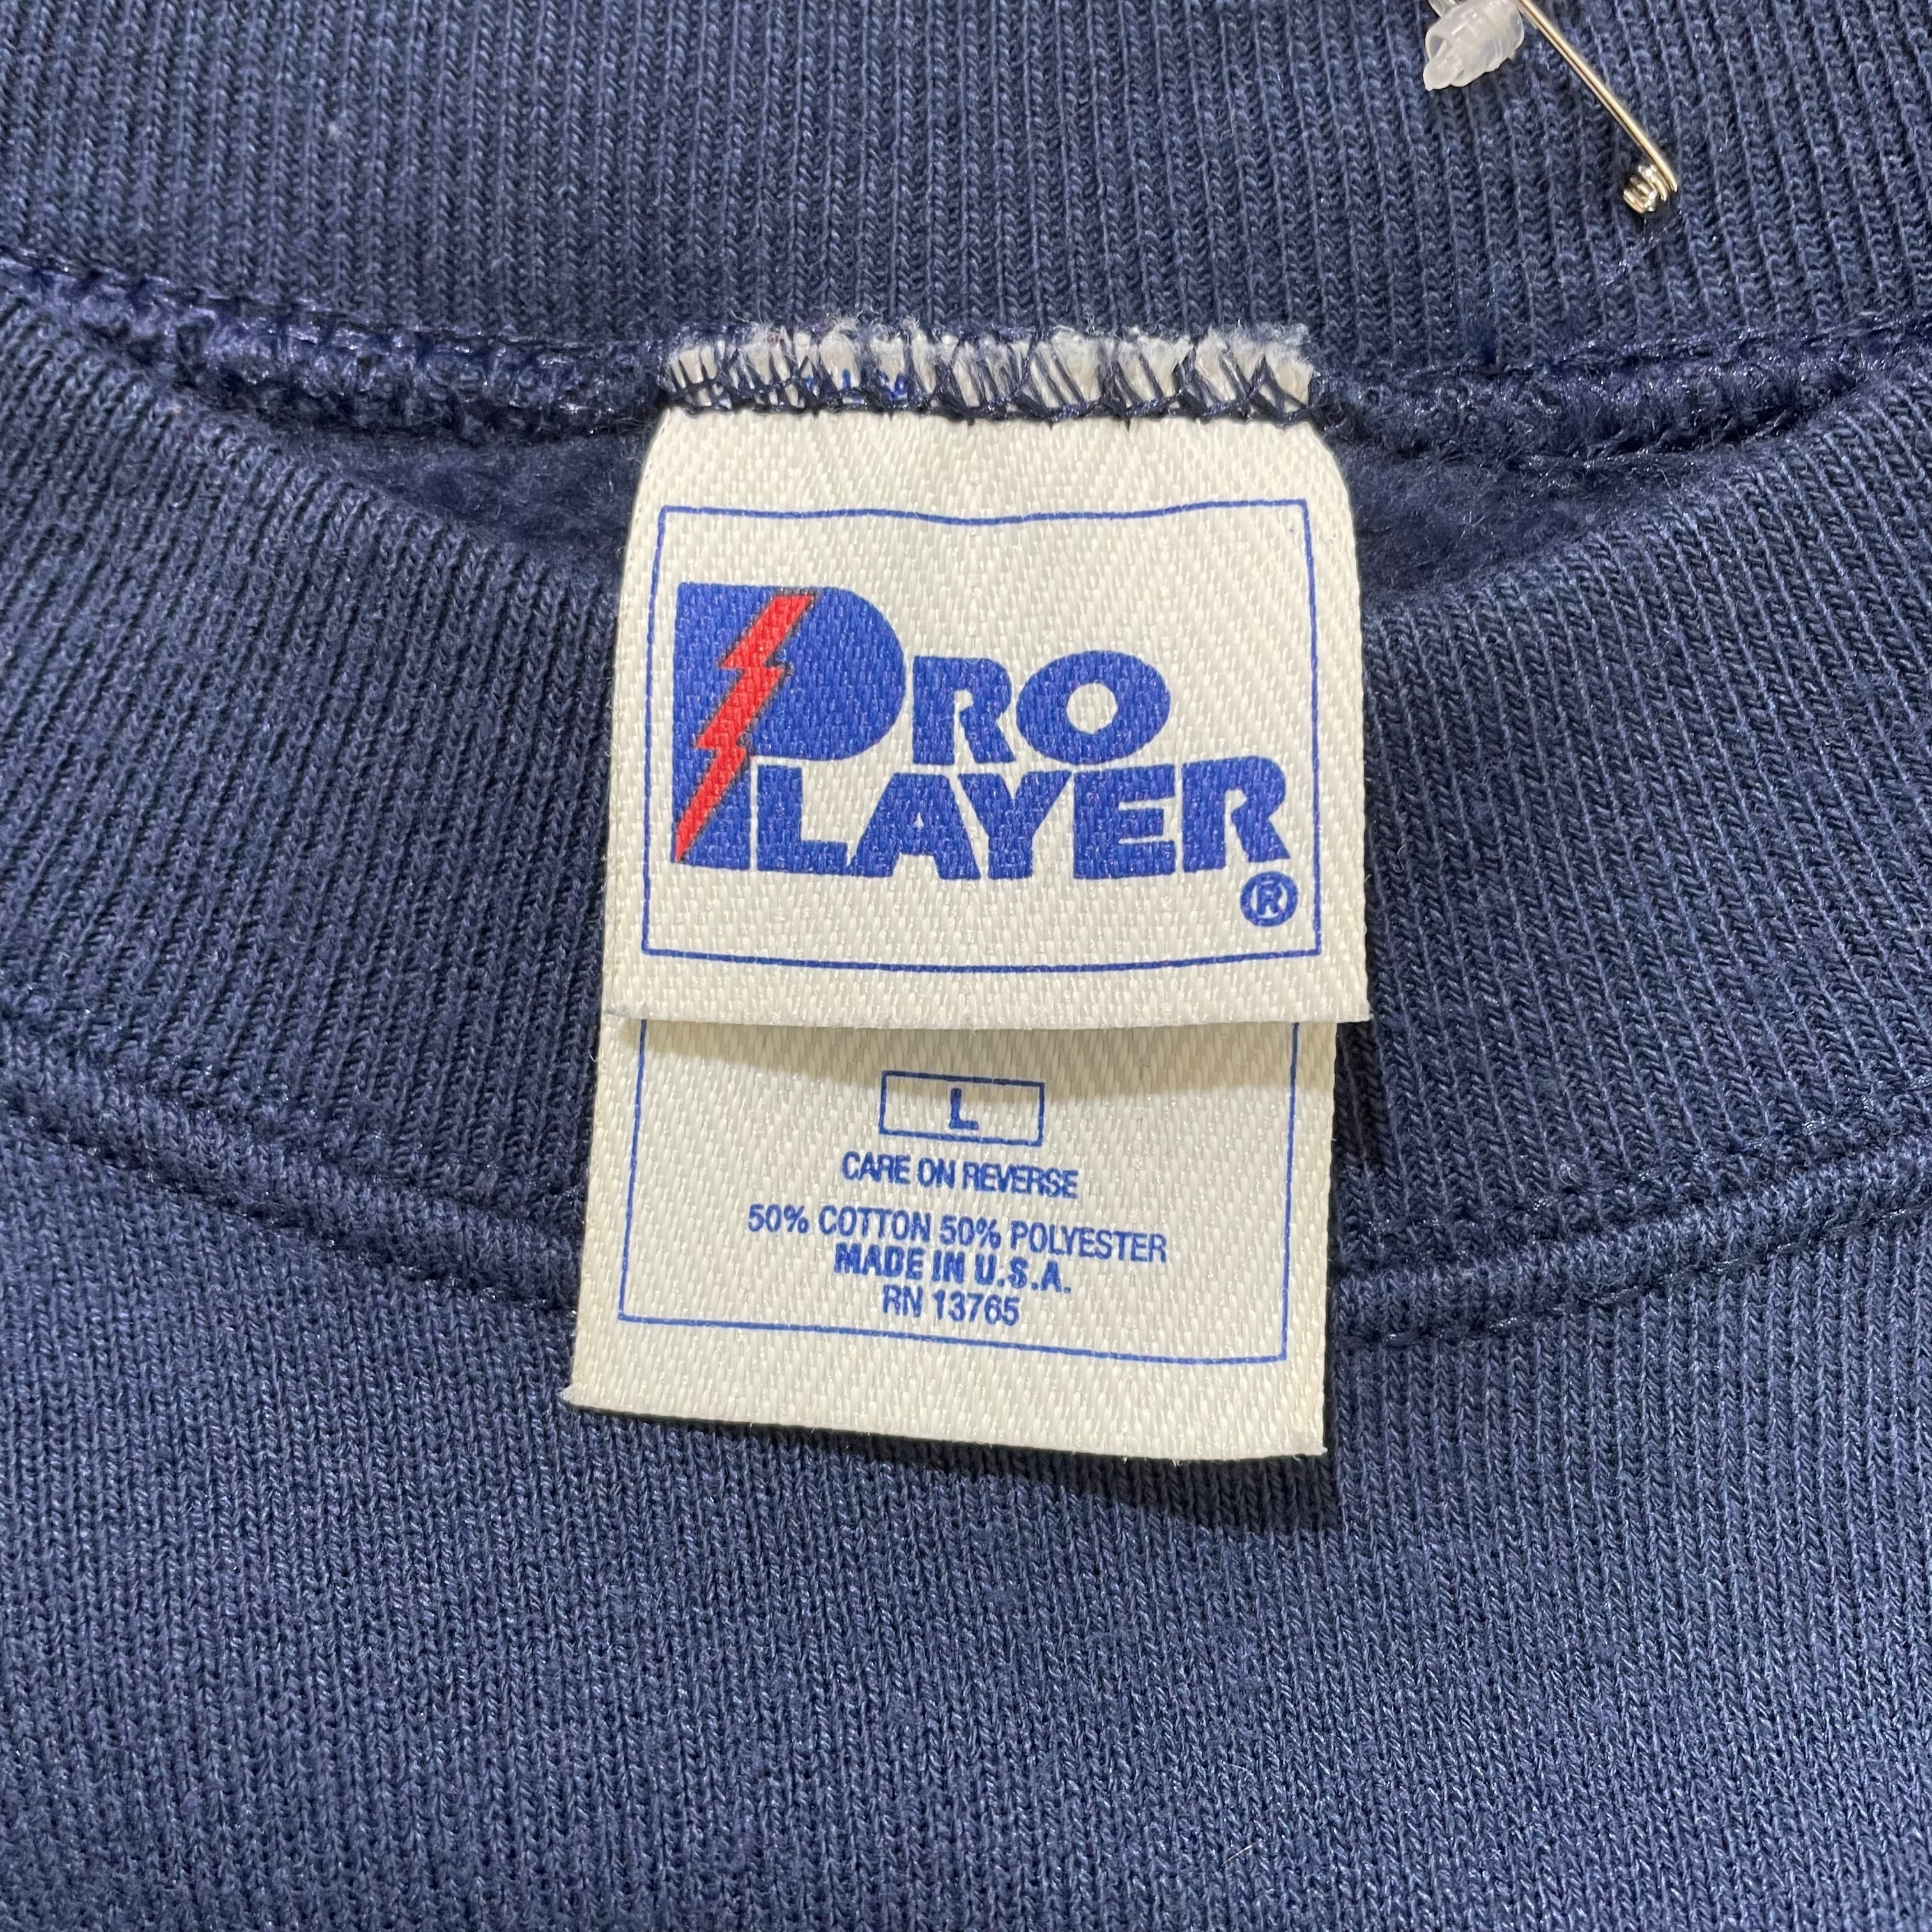 PRO
PLAYER
®
L
CARE ON REVERSE
50% COTTON 50% POLYESTER
MADE IN U.S.A.
RN 13765